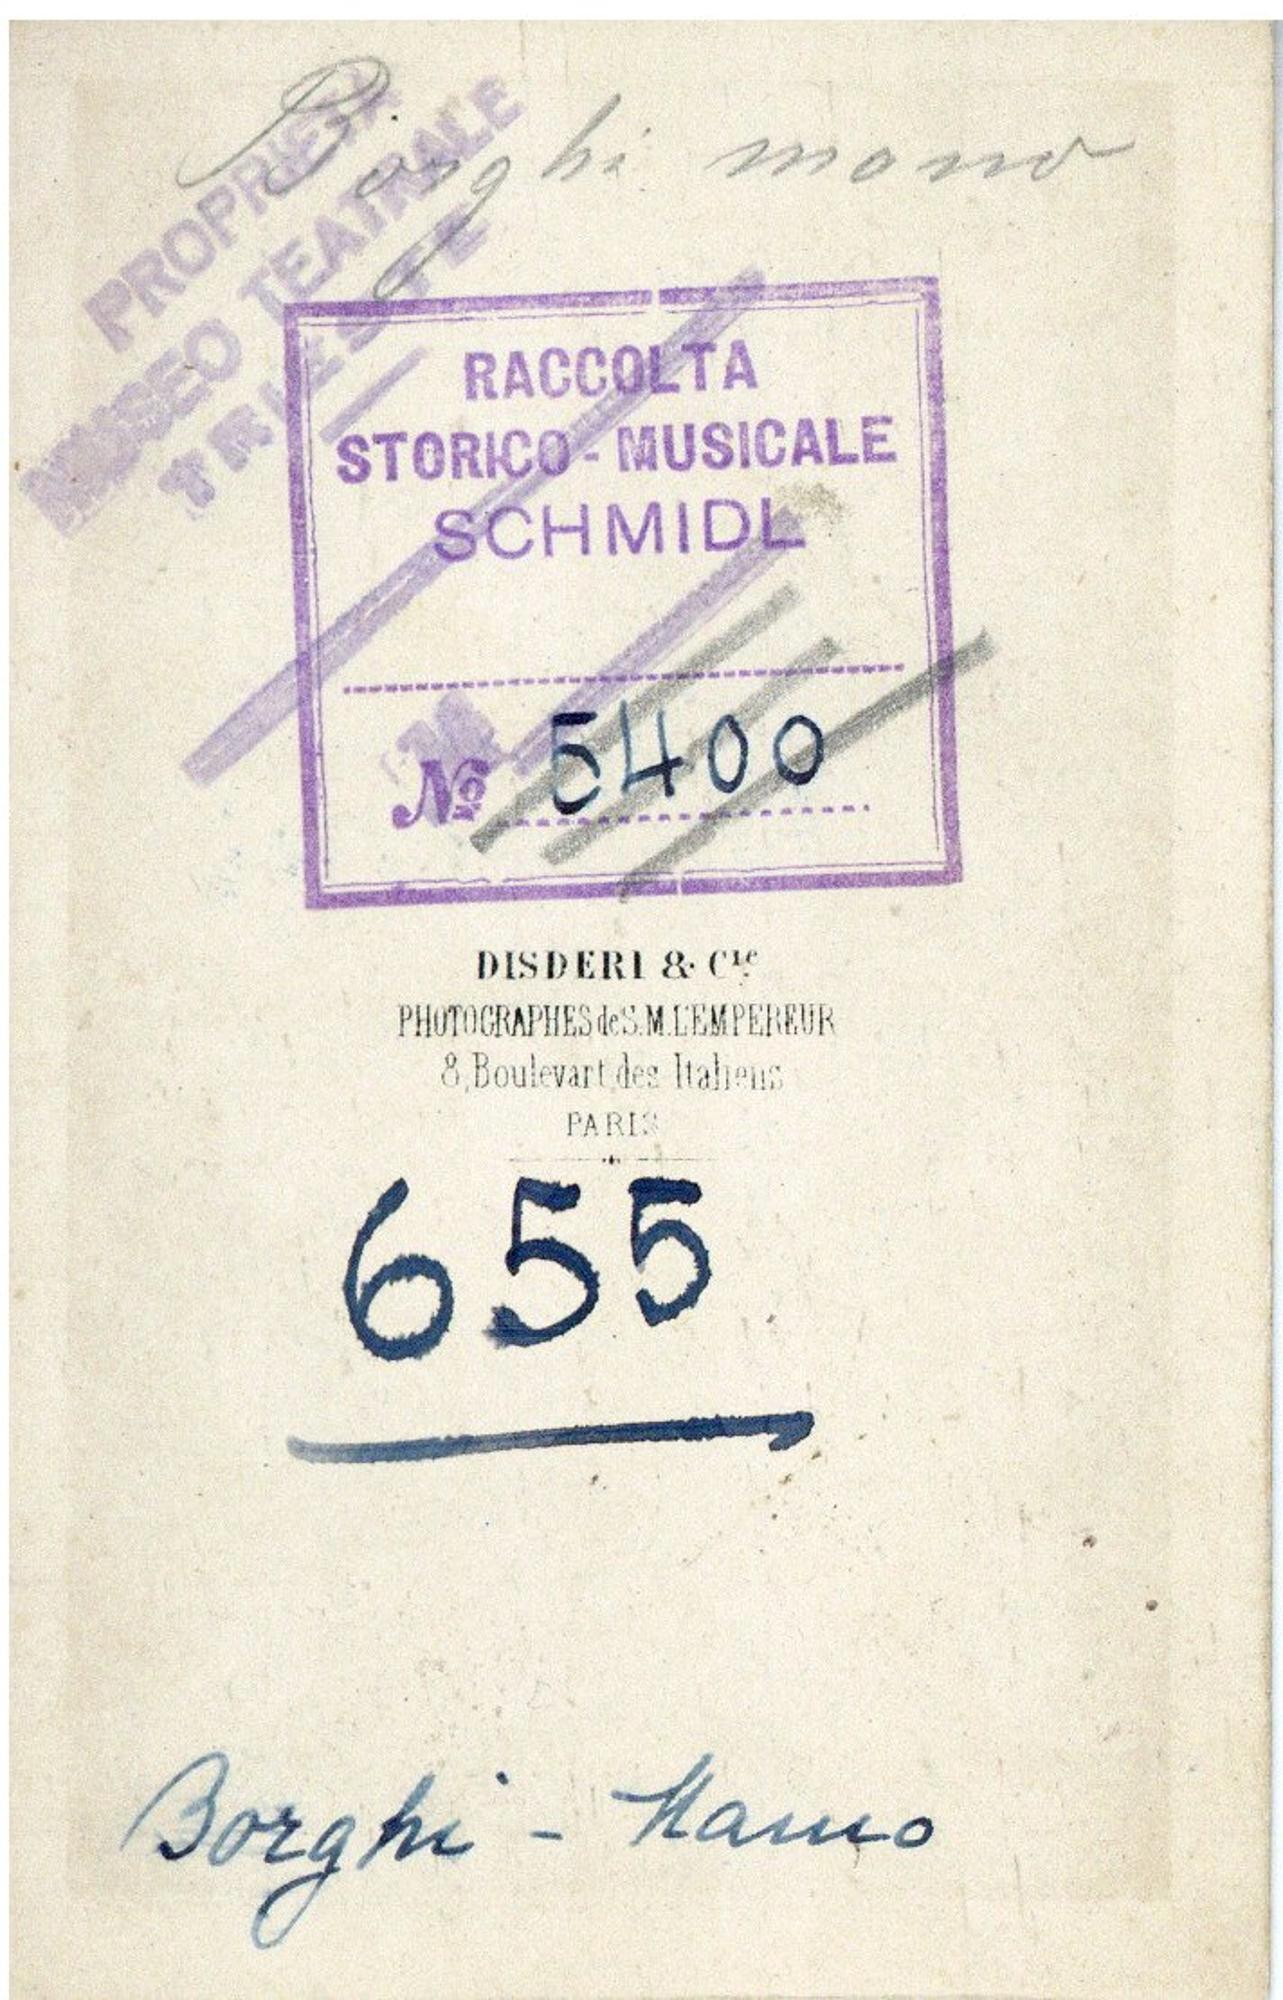 Borghi mano
PROPRIETÀ
MUSEO TEATRALE
TRIESTE
RACCOLTA
STORICO-MUSICALE
SCHMIDL
No 5400
DISDERI & Cie
PHOTOGRAPHES de S.M. L'EMPEREUR
8, Boulevart des Italiens
PARIS
655
Borghi - Mamo